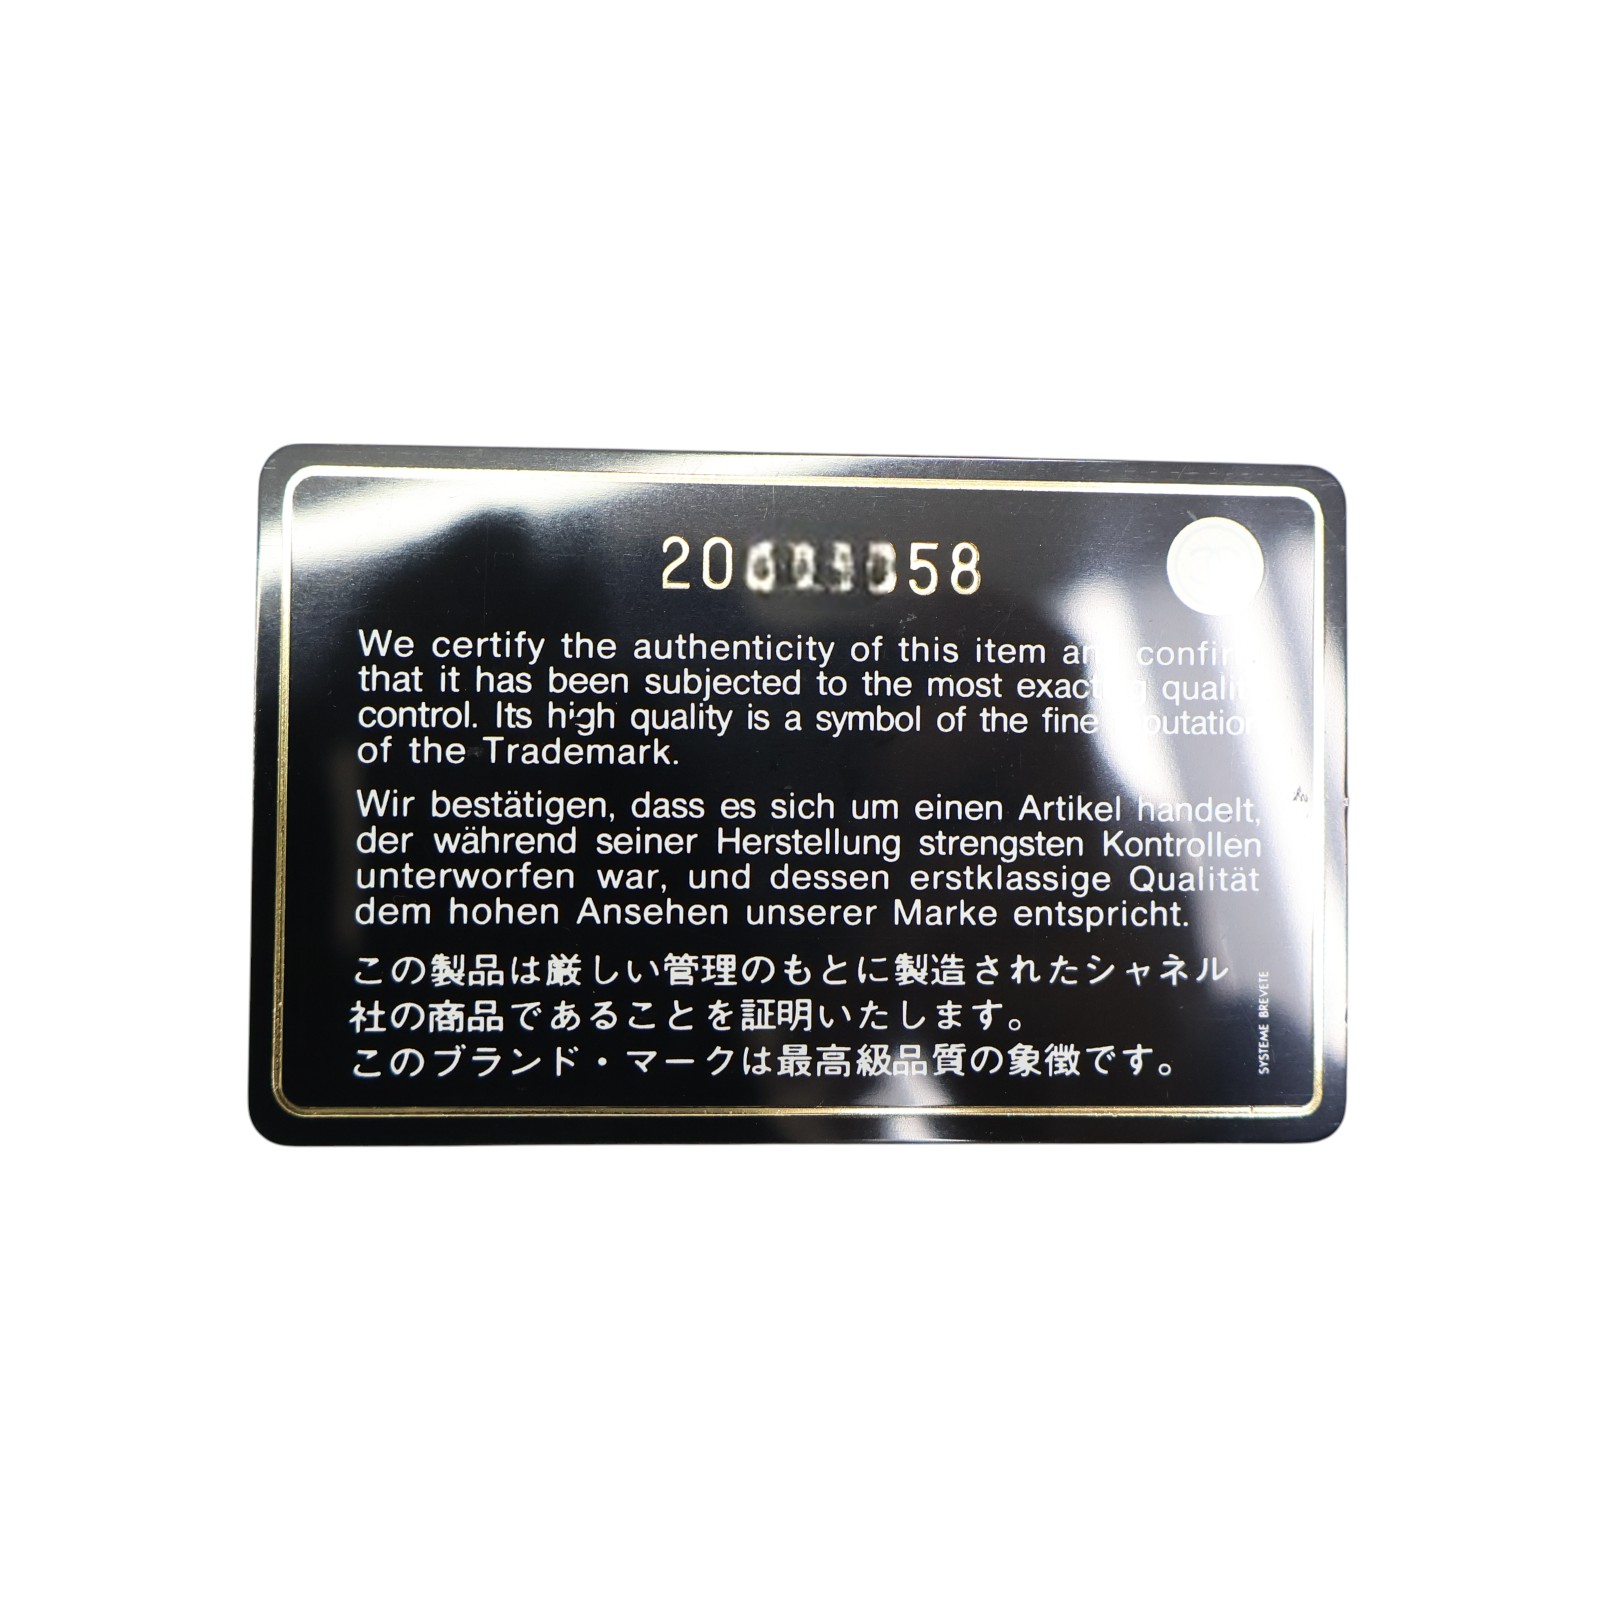 20 58
We certify the authenticity of this item
that it has been subjected to the most
control. Its high quality is a symbol of the fine
of the Trademark.
Wir bestätigen, dass es sich um einen Artikel handelt,
der während seiner Herstellung strengsten Kontrollen
unterworfen war, und dessen erstklassige Qualität
dem hohen Ansehen unserer Marke entspricht.
この製品は厳しい管理のもとに製造されたシャネル
社の商品であることを証明いたします。
このブランド・マークは最高級品質の象徴です。
SYSTEME BREVETE